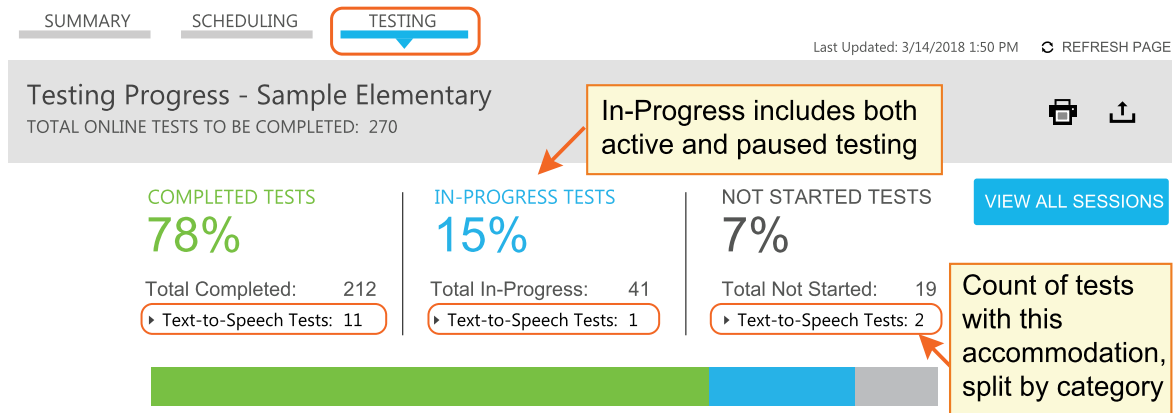 SUMMARY SCHEDULING TESTING
Last Updated: 3/14/2018 1:50 PM REFRESH PAGE
Testing Progress - Sample Elementary
TOTAL ONLINE TESTS TO BE COMPLETED: 270
In-Progress includes both
active and paused testing
COMPLETED TESTS
78%
Total Completed: 212
Text-to-Speech Tests: 11
IN-PROGRESS TESTS
15%
Total In-Progress: 41
Text-to-Speech Tests: 1
NOT STARTED TESTS
7%
Total Not Started: 19
Text-to-Speech Tests: 2
VIEW ALL SESSIONS
Count of tests
with this
accommodation,
split by category